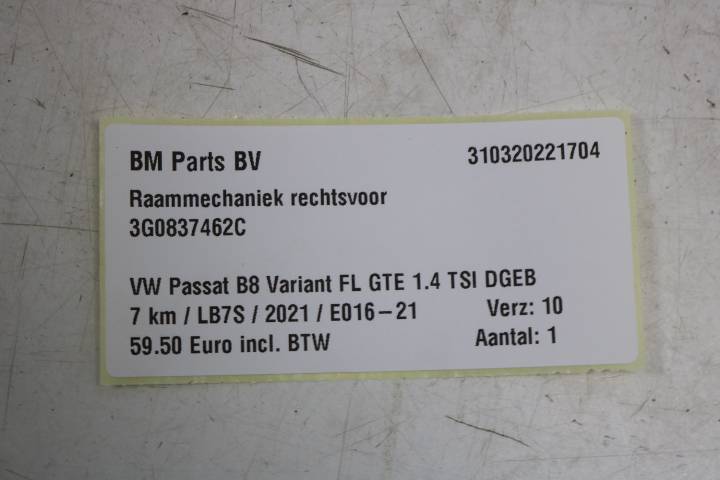 BM Parts BV 310320221704
Raammechaniek rechtsvoor
3G0837462C
VW Passat B8 Variant FL GTE 1.4 TSI DGEB
7 km / LB7S / 2021 / E016-21 Verz: 10
59.50 Euro incl. BTW Aantal: 1